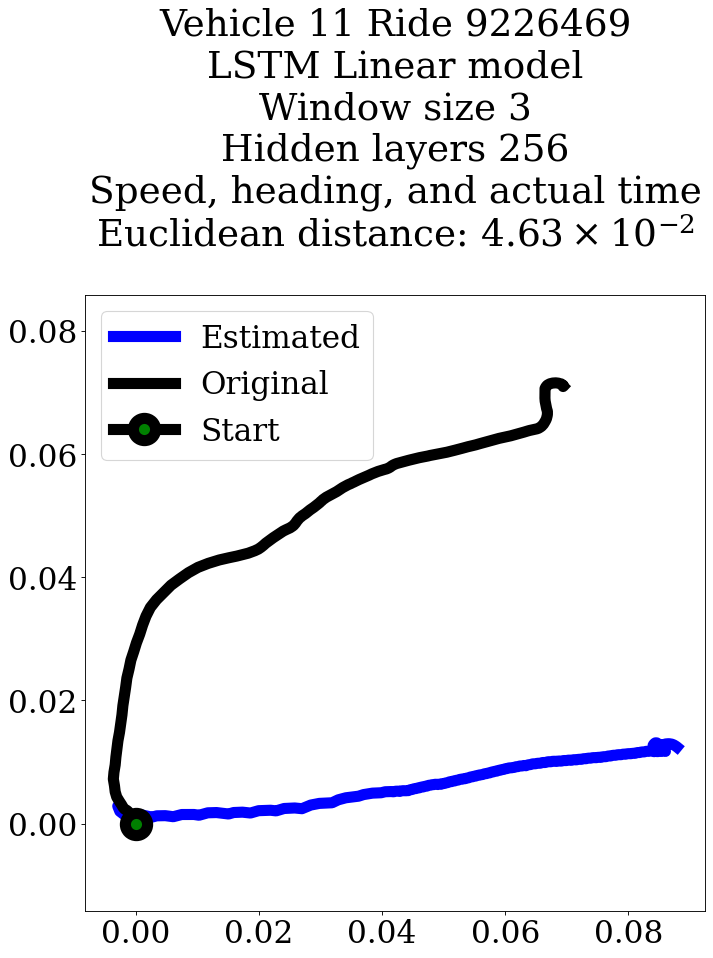 Vehicle 11 Ride 9226469
LSTM Linear model
Window size 3
Hidden layers 256
Speed, heading, and actual time
Euclidean distance: 4.63 × 10⁻²
Estimated
Original
Start
0.08
0.06
0.04
0.02
0.00
0.00 0.02 0.04 0.06 0.08